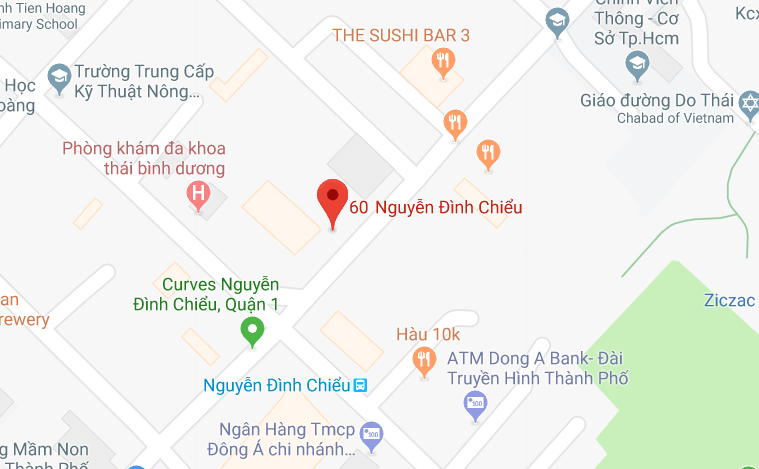 nh Tien Hoang
rimary School
THE SUSHI BAR 3
Chính Viễn
Thông - Cơ
Sở Tp.Hcm
Kcx
Trường Trung Cấp
Kỹ Thuật Nông...
Học
oàng
Giáo đường Do Thái
Chabad of Vietnam
Phòng khám đa khoa
thái bình dương
H
60 Nguyễn Đình Chiểu
Curves Nguyễn
Đình Chiểu, Quận 1
an
rewery
Ziczac
Hàu 10k
ATM Dong A Bank- Đài
Truyền Hình Thành Phố
Nguyễn Đình Chiểu
Ngân Hàng Tmcp
Đông Á chi nhánh...
g Mầm Non
Thành Phố